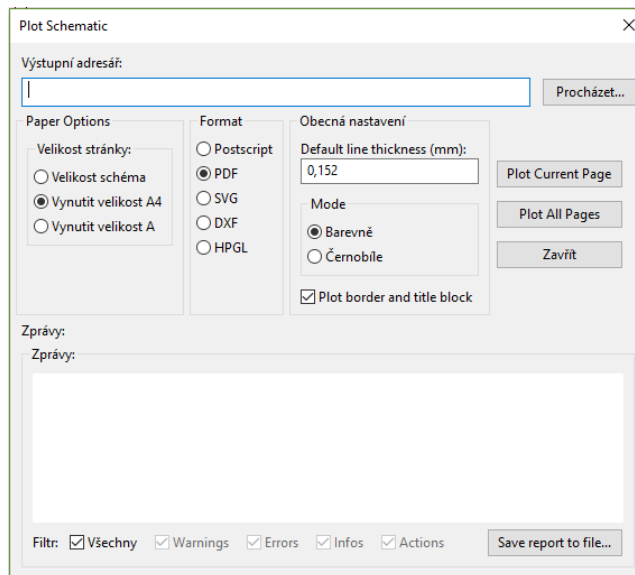 Plot Schematic
Výstupní adresář:
Procházet...
Paper Options
Velikost stránky:
Velikost schéma
Vynutit velikost A4
Vynutit velikost A
Format
Postscript
PDF
SVG
DXF
HPGL
Obecná nastavení
Default line thickness (mm):
0,152
Mode
Barevně
Černobíle
Plot border and title block
Plot Current Page
Plot All Pages
Zavřít
Zprávy:
Zprávy:
Filtr: Všechny Warnings Errors Infos Actions Save report to file...